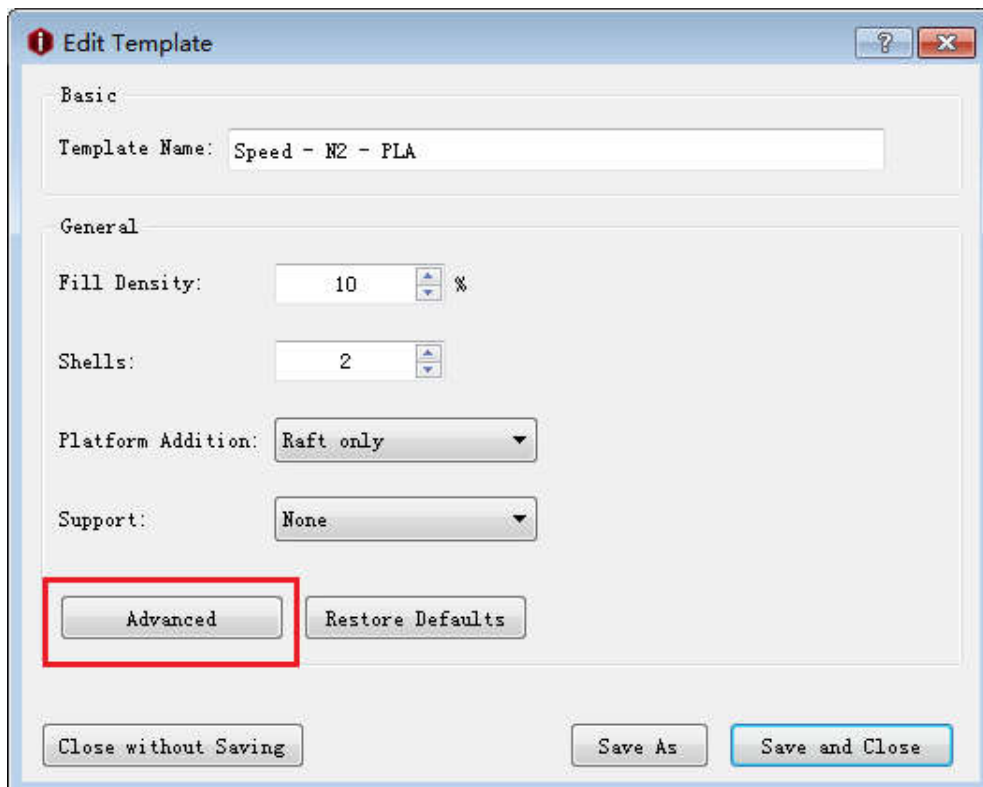 Edit Template
Basic
Template Name: Speed - N2 - PLA
General
Fill Density: 10 %
Shells: 2
Platform Addition: Raft only
Support: None
Advanced Restore Defaults
Close without Saving Save As Save and Close